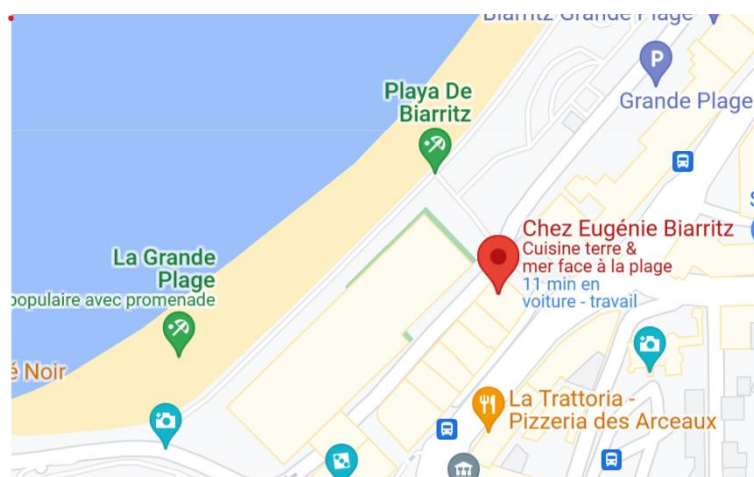 Biarritz Grande Plage
P
Grande Plage
Playa De
Biarritz
Chez Eugénie Biarritz
Cuisine terre &
mer face à la plage
11 min en
voiture - travail
La Grande
Plage
populaire avec promenade
é Noir
La Trattoria -
Pizzeria des Arceaux